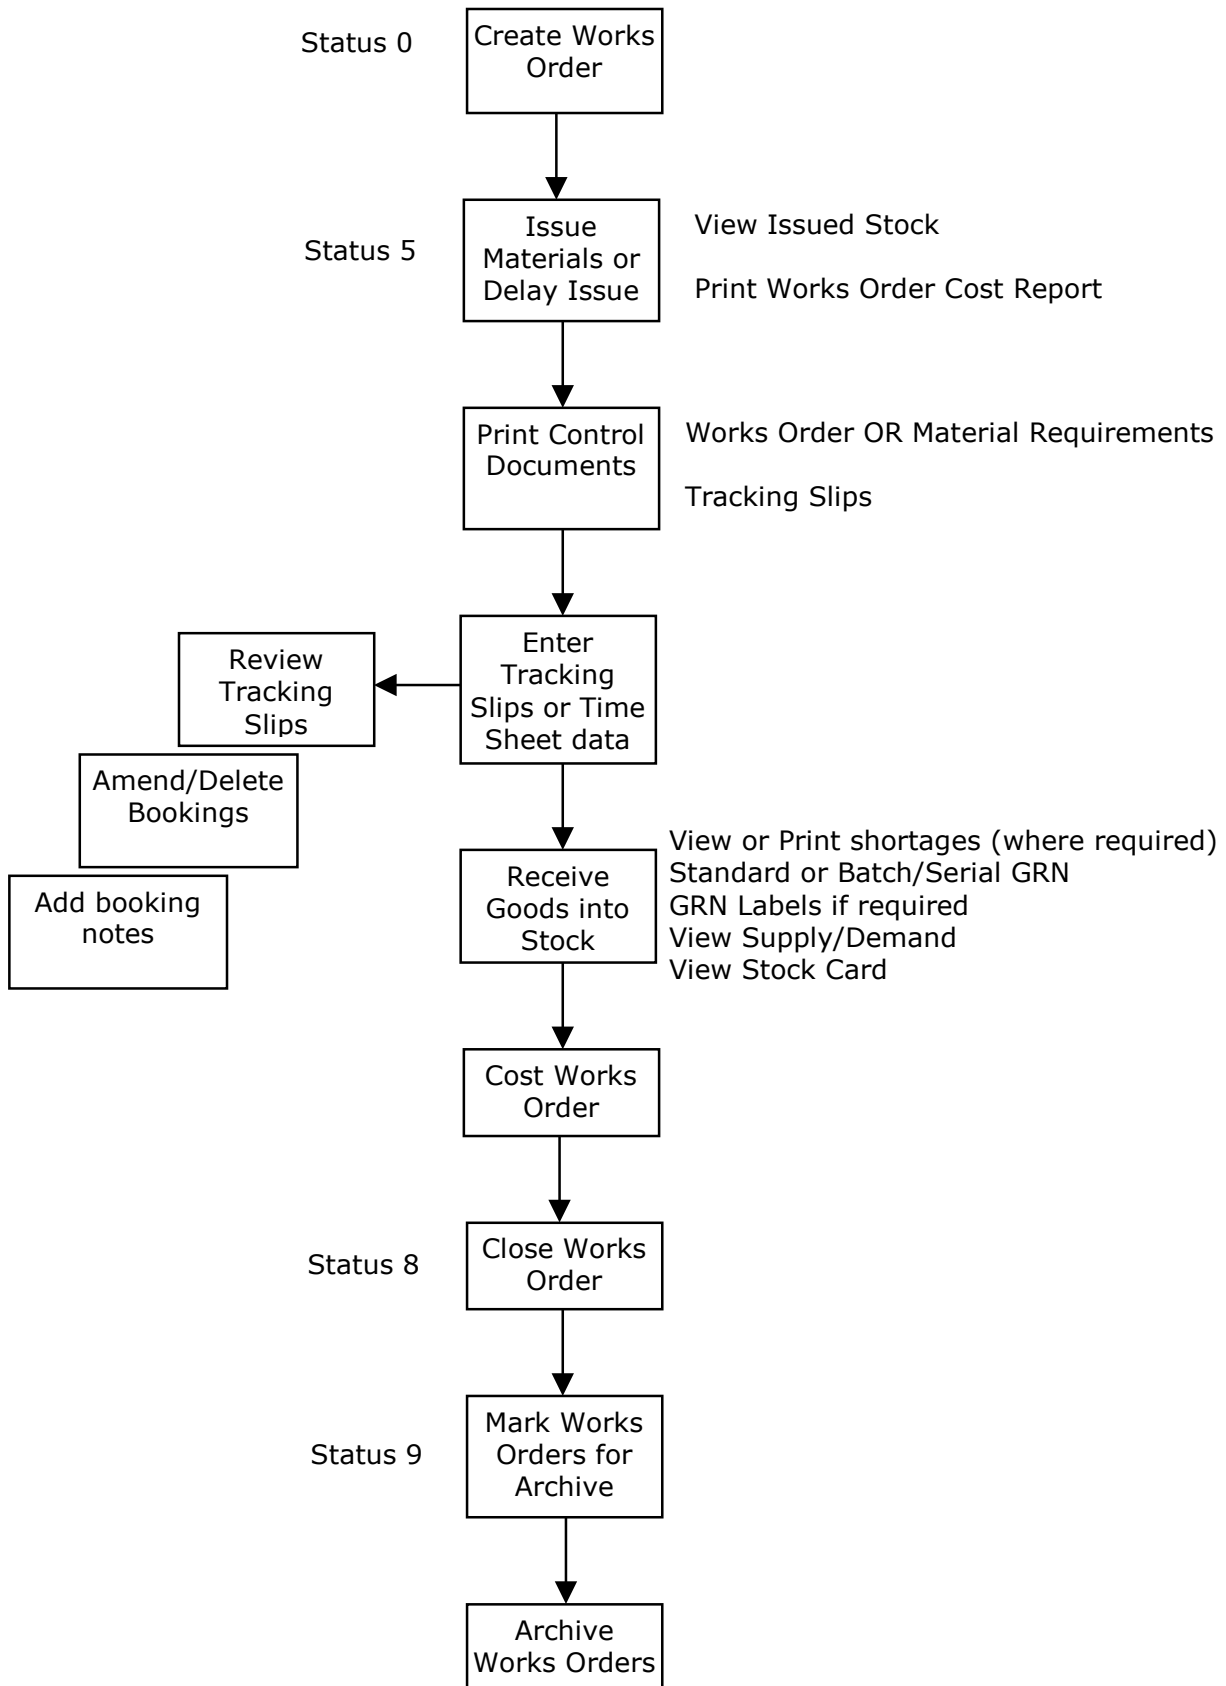 Status 0
Create Works
Order
Status 5
Issue
Materials or
Delay Issue
View Issued Stock
Print Works Order Cost Report
Print Control
Documents
Works Order OR Material Requirements
Tracking Slips
Enter
Tracking
Slips or Time
Sheet data
Review
Tracking
Slips
Amend/Delete
Bookings
Add booking
notes
Receive
Goods into
Stock
View or Print shortages (where required)
Standard or Batch/Serial GRN
GRN Labels if required
View Supply/Demand
View Stock Card
Cost Works
Order
Status 8
Close Works
Order
Status 9
Mark Works
Orders for
Archive
Archive
Works Orders